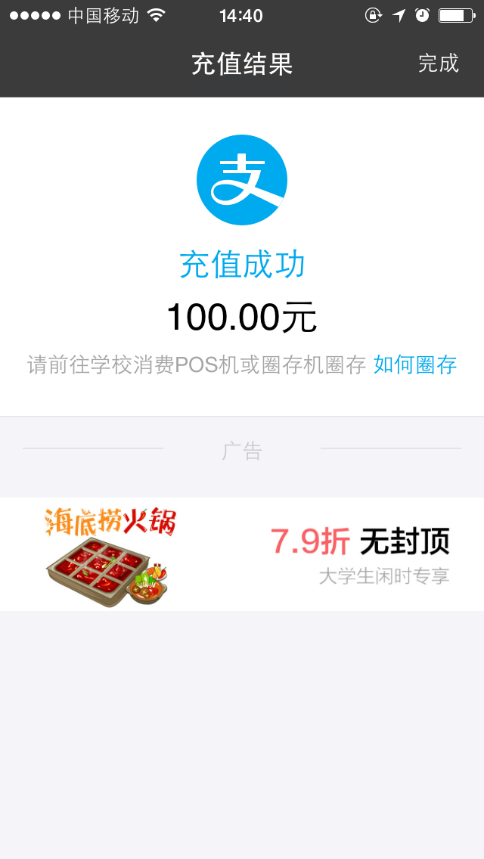 中国移动 14:40
充值结果 完成
支
充值成功
100.00元
请前往学校消费POS机或圈存机圈存 如何圈存
广告
海底捞火锅
7.9折 无封顶
大学生闲时专享